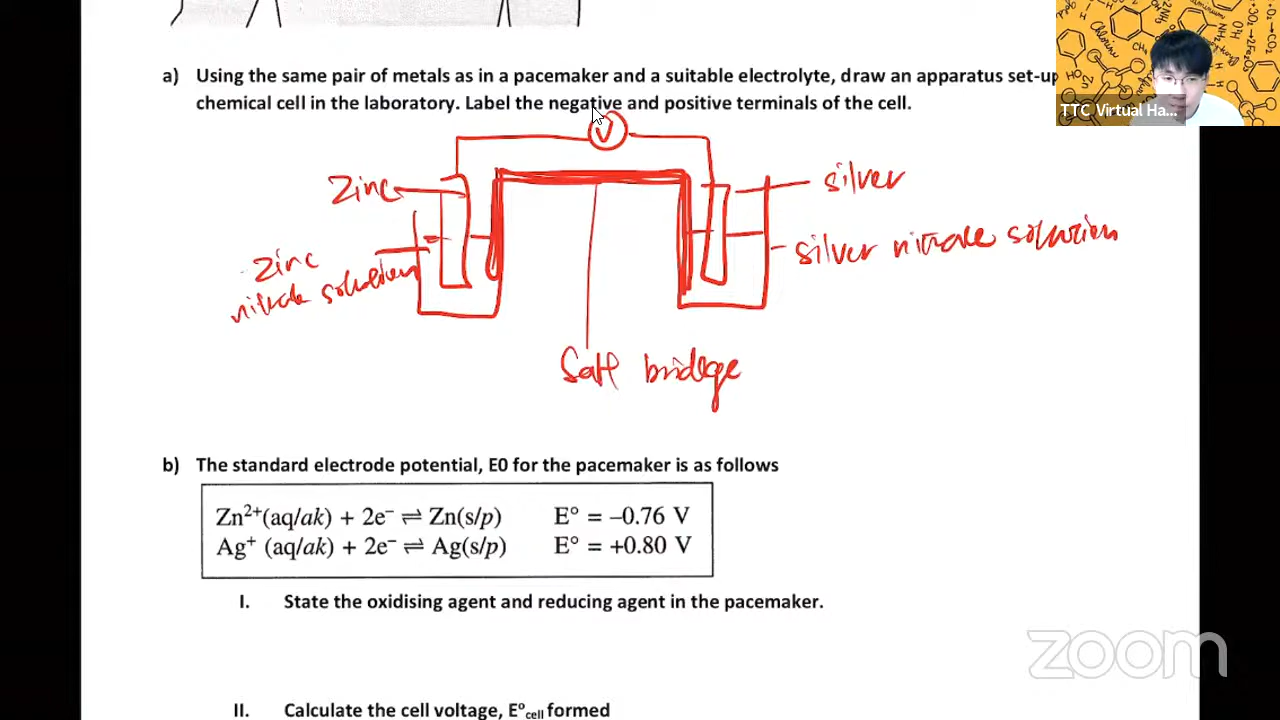 a) Using the same pair of metals as in a pacemaker and a suitable electrolyte, draw an apparatus set-up
chemical cell in the laboratory. Label the negative and positive terminals of the cell.
TTC Virtual Ha...
V
Zinc
silver
Zinc
nitrate solution
silver nitrate solution
Salt bridege
b) The standard electrode potential, E0 for the pacemaker is as follows
Zn²⁺(aq/ak) + 2e⁻ ⇌ Zn(s/p) E° = –0.76 V
Ag⁺ (aq/ak) + 2e⁻ ⇌ Ag(s/p) E° = +0.80 V
I. State the oxidising agent and reducing agent in the pacemaker.
II. Calculate the cell voltage, E°cell formed
zoom